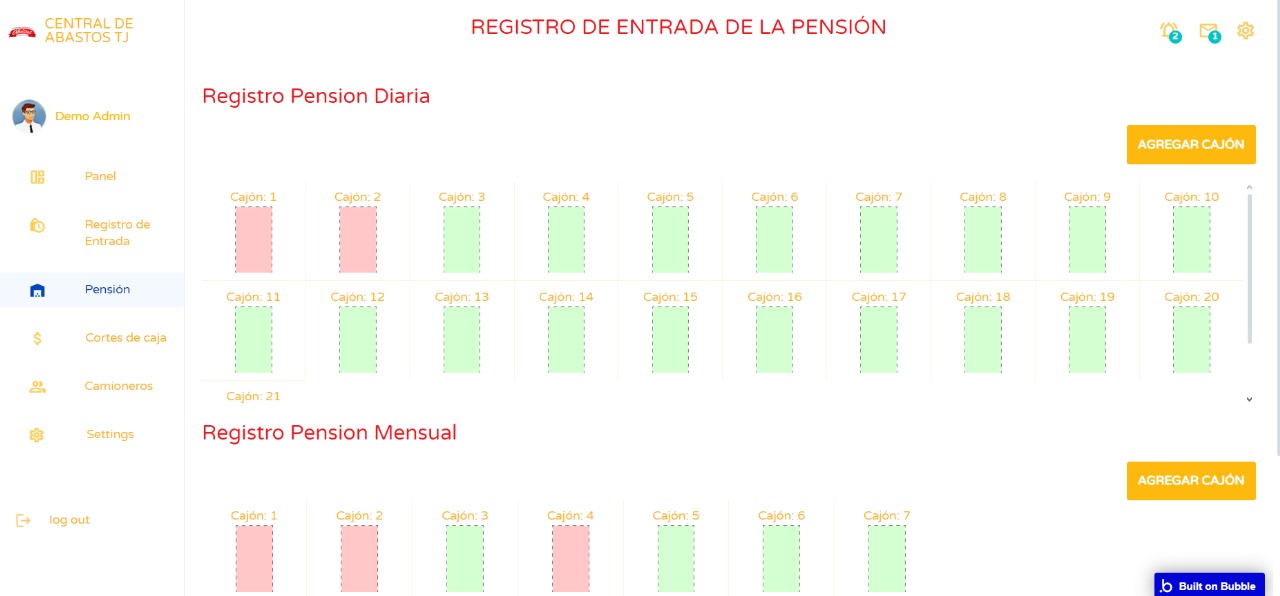 CENTRAL DE
ABASTOS TJ
REGISTRO DE ENTRADA DE LA PENSIÓN
2
1
Demo Admin
Panel
Registro de
Entrada
Pensión
Cortes de caja
Camioneros
Settings
log out
Registro Pension Diaria
AGREGAR CAJÓN
Cajón: 1 Cajón: 2 Cajón: 3 Cajón: 4 Cajón: 5 Cajón: 6 Cajón: 7 Cajón: 8 Cajón: 9 Cajón: 10
Cajón: 11 Cajón: 12 Cajón: 13 Cajón: 14 Cajón: 15 Cajón: 16 Cajón: 17 Cajón: 18 Cajón: 19 Cajón: 20
Cajón: 21
Registro Pension Mensual
AGREGAR CAJÓN
Cajón: 1 Cajón: 2 Cajón: 3 Cajón: 4 Cajón: 5 Cajón: 6 Cajón: 7
Built on Bubble